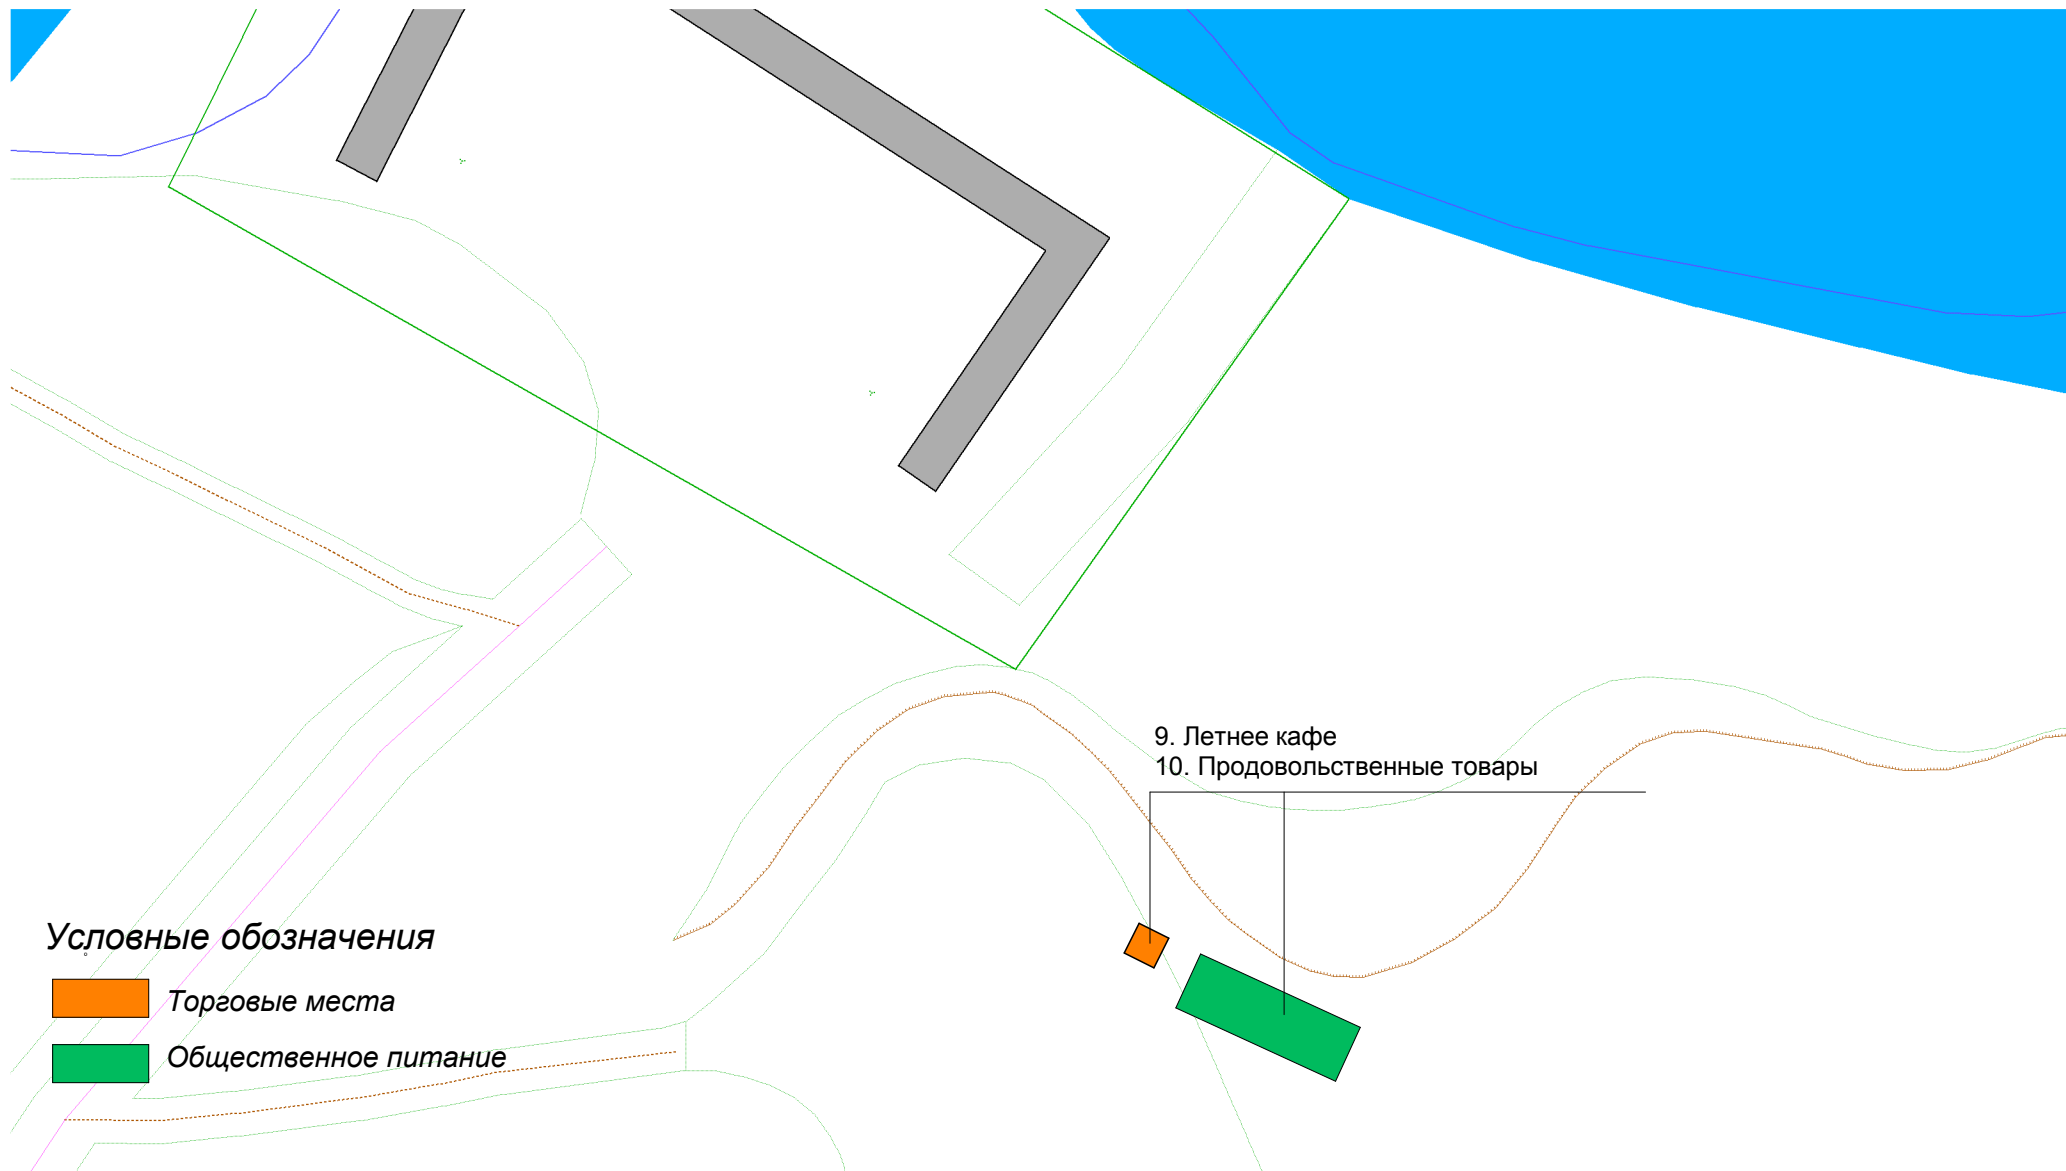 9. Летнее кафе
10. Продовольственные товары
Условные обозначения
Торговые места
Общественное питание